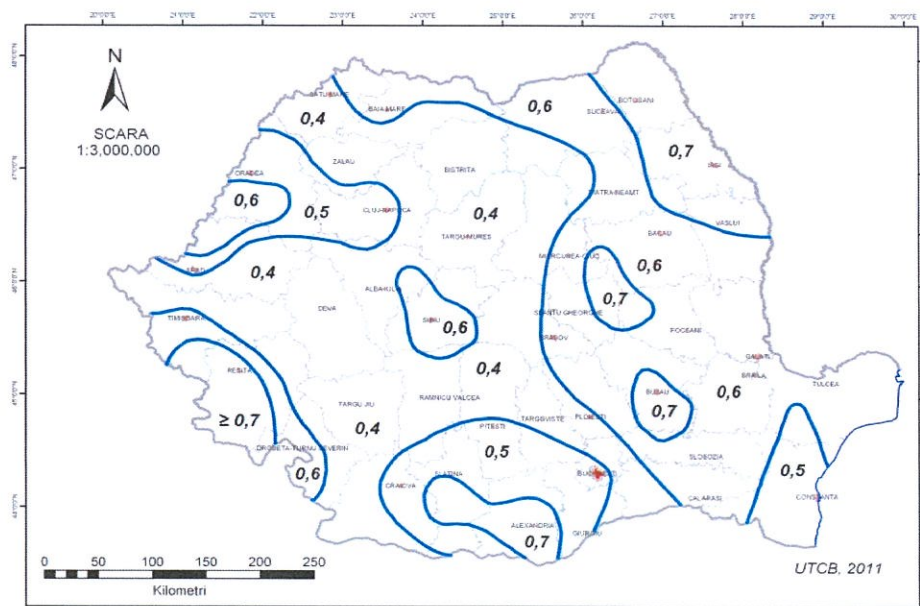 20°0'0"E 21°0'0"E 22°0'0"E 23°0'0"E 24°0'0"E 25°0'0"E 26°0'0"E 27°0'0"E 28°0'0"E 29°0'0"E 30°0'0"E
N
SCARA
1:3,000,000
SATU MARE
BAIA MARE
0,6
BOTOSANI
SUCEAVA
0,4
0,7
ZALAU
IASI
ORADEA
BISTRITA
PIATRA-NEAMT
0,6
0,5
CLUJ-NAPOCA
0,4
VASLUI
TARGU-MURES
BACAU
MIERCUREA-CIUC
0,6
ARAD
0,4
ALBA-IULIA
0,7
DEVA
SFANTU GHEORGHE
TIMISOARA
SIBIU
0,6
FOCSANI
BRASOV
GALATI
RESITA
0,4
BRAILA
TULCEA
0,6
BUZAU
0,7
≥ 0,7
TARGU JIU
RAMNICU VALCEA
0,4
TARGOVISTE
PLOIESTI
PITESTI
DROBETA-TURNU SEVERIN
0,5
SLOBOZIA
0,6
0,5
CRAIOVA
SLATINA
BUCURESTI
CALARASI
CONSTANTA
ALEXANDRIA
0,7
GIURGIU
0 50 100 150 200 250
Kilometri
UTCB, 2011